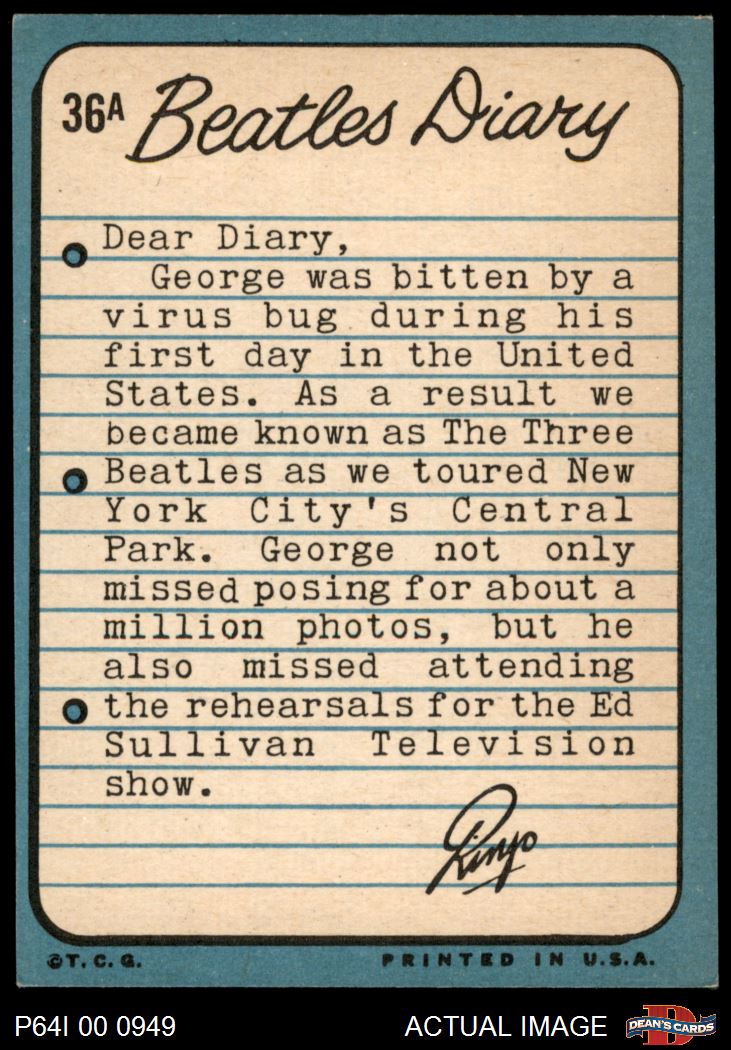 36A Beatles Diary
Dear Diary,
George was bitten by a
virus bug during his
first day in the United
States. As a result we
became known as The Three
Beatles as we toured New
York City's Central
Park. George not only
missed posing for about a
million photos, but he
also missed attending
the rehearsals for the Ed
Sullivan Television
show.
Ringo
©T.C.G. PRINTED IN U.S.A.
P64I 00 0949 ACTUAL IMAGE DEAN'S CARDS